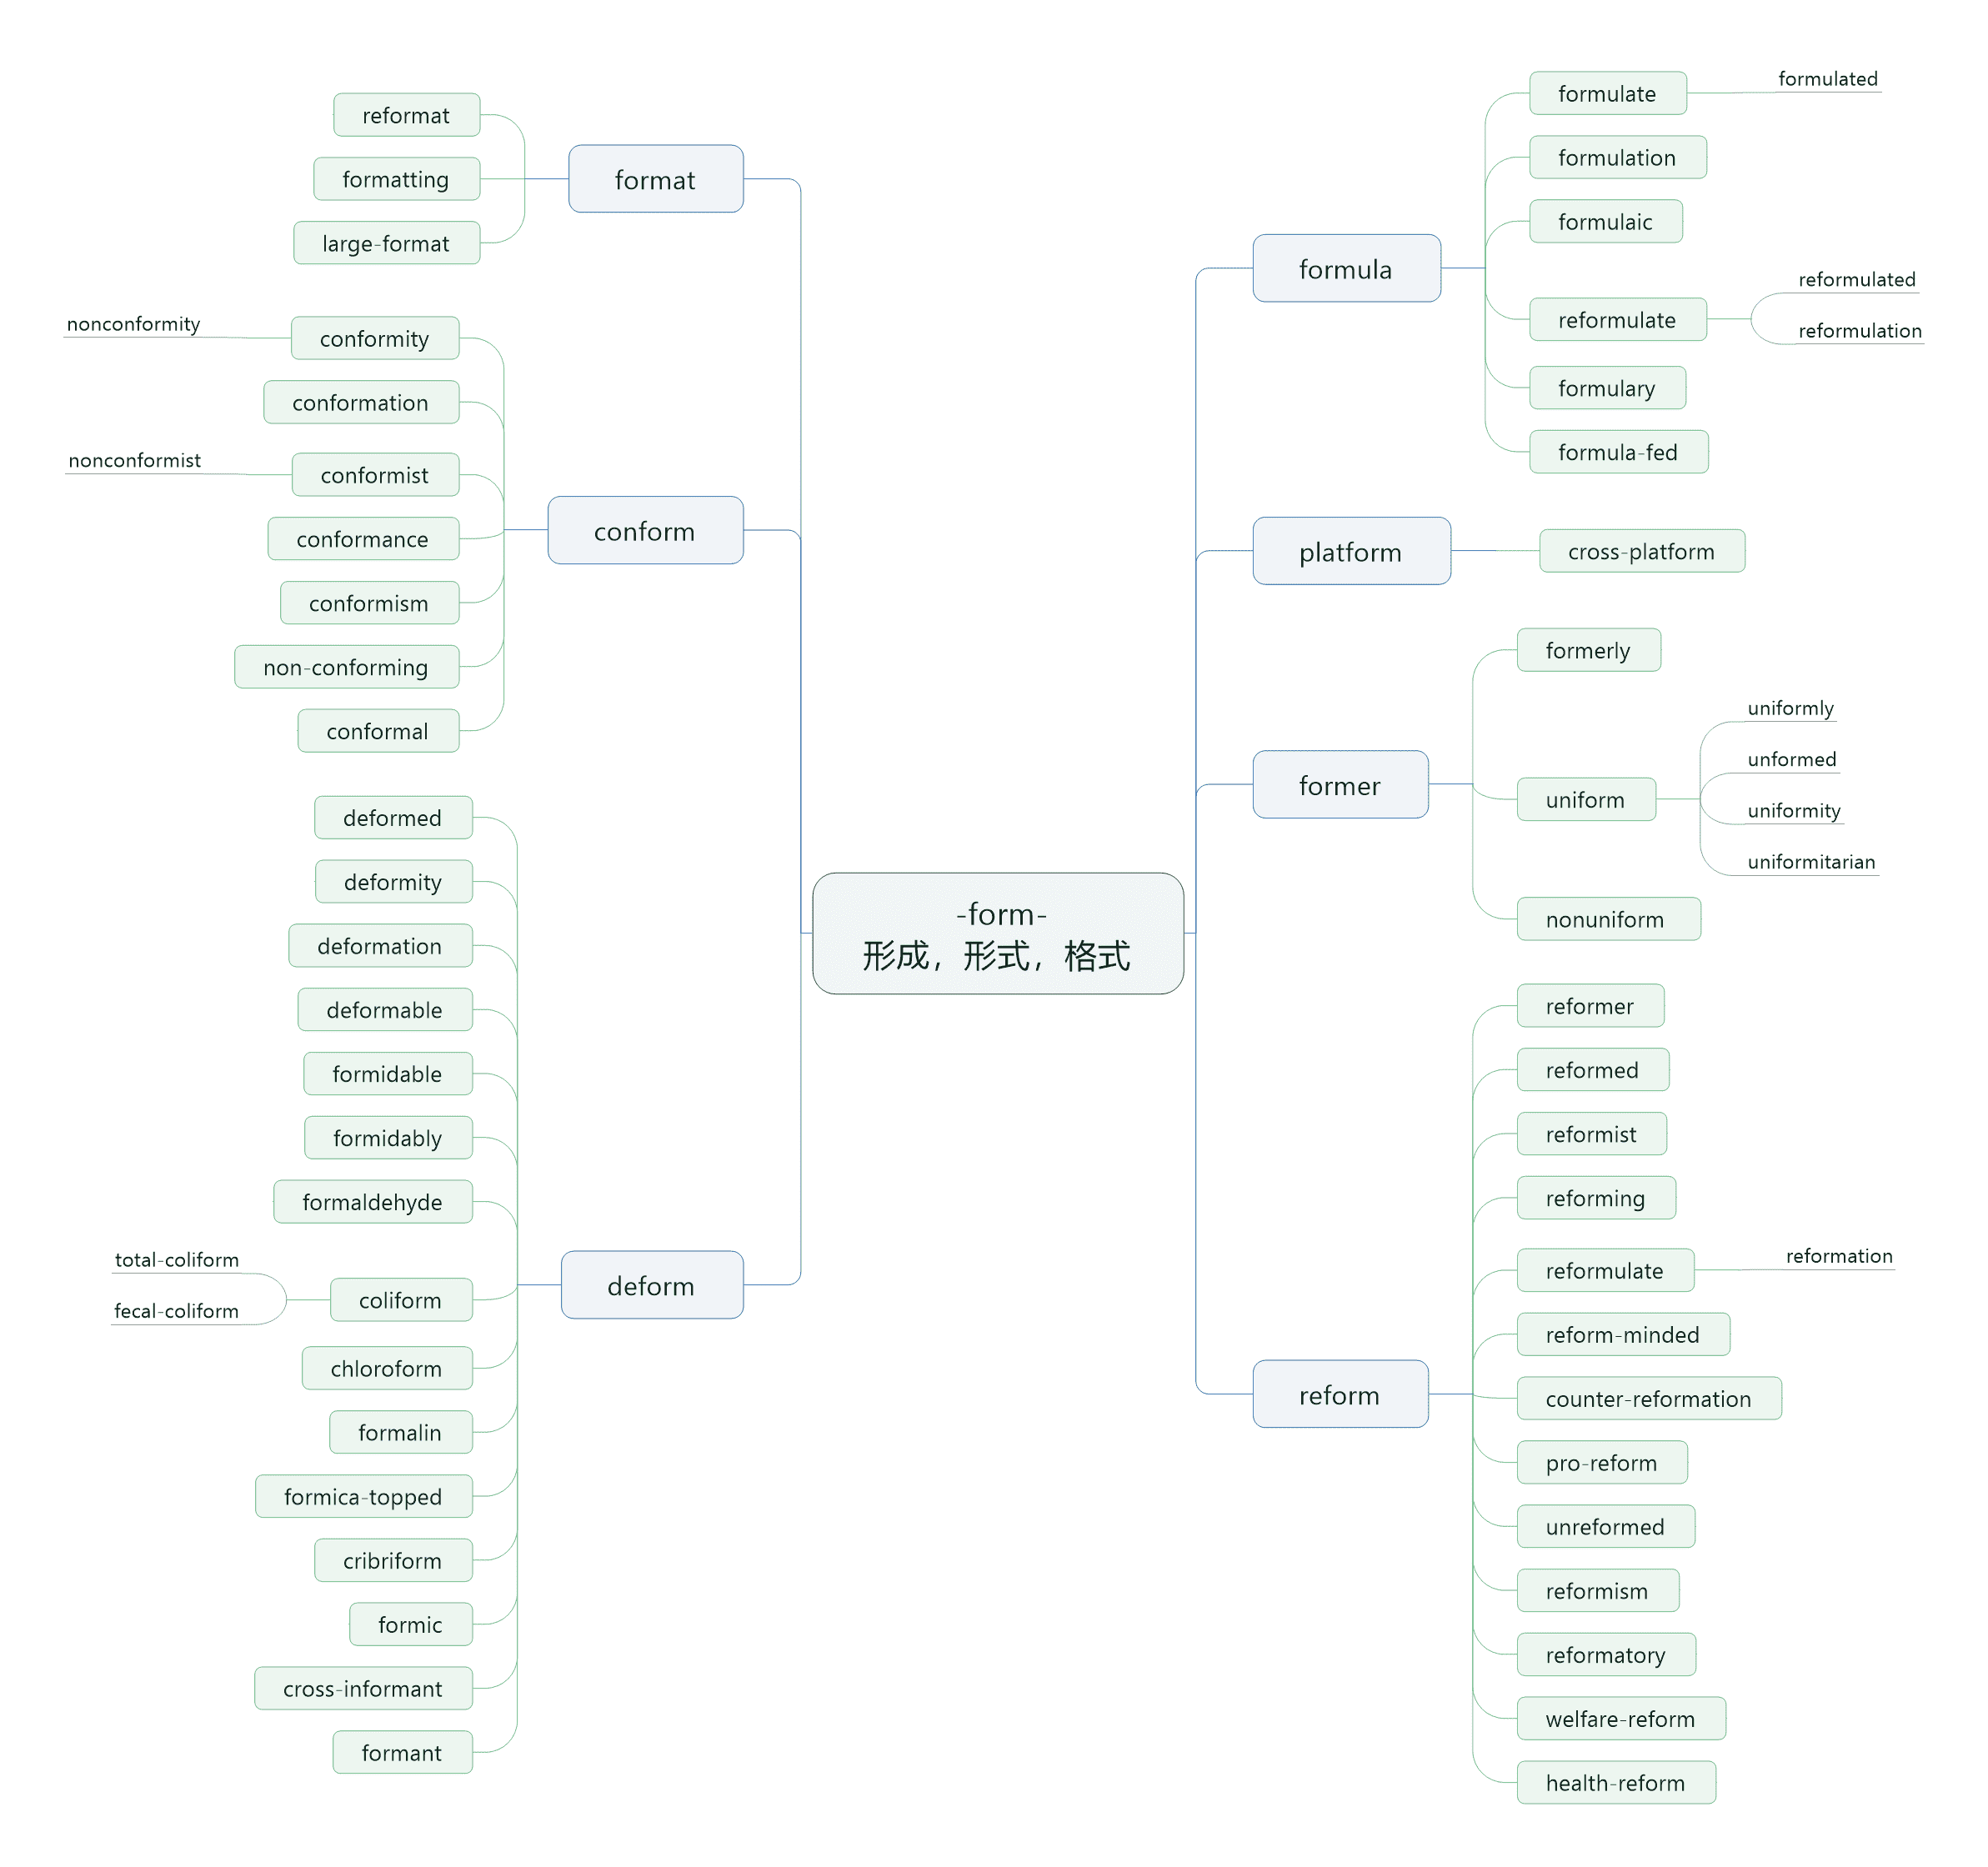 -form-
形成，形式，格式
formula
formulate
formulated
formulation
formulaic
reformulate
reformulated
reformulation
formulary
formula-fed
platform
cross-platform
former
formerly
uniform
uniformly
unformed
uniformity
uniformitarian
nonuniform
reform
reformer
reformed
reformist
reforming
reformulate
reformation
reform-minded
counter-reformation
pro-reform
unreformed
reformism
reformatory
welfare-reform
health-reform
format
reformat
formatting
large-format
conform
conformity
nonconformity
conformation
conformist
nonconformist
conformance
conformism
non-conforming
conformal
deform
deformed
deformity
deformation
deformable
formidable
formidably
formaldehyde
coliform
total-coliform
fecal-coliform
chloroform
formalin
formica-topped
cribriform
formic
cross-informant
formant